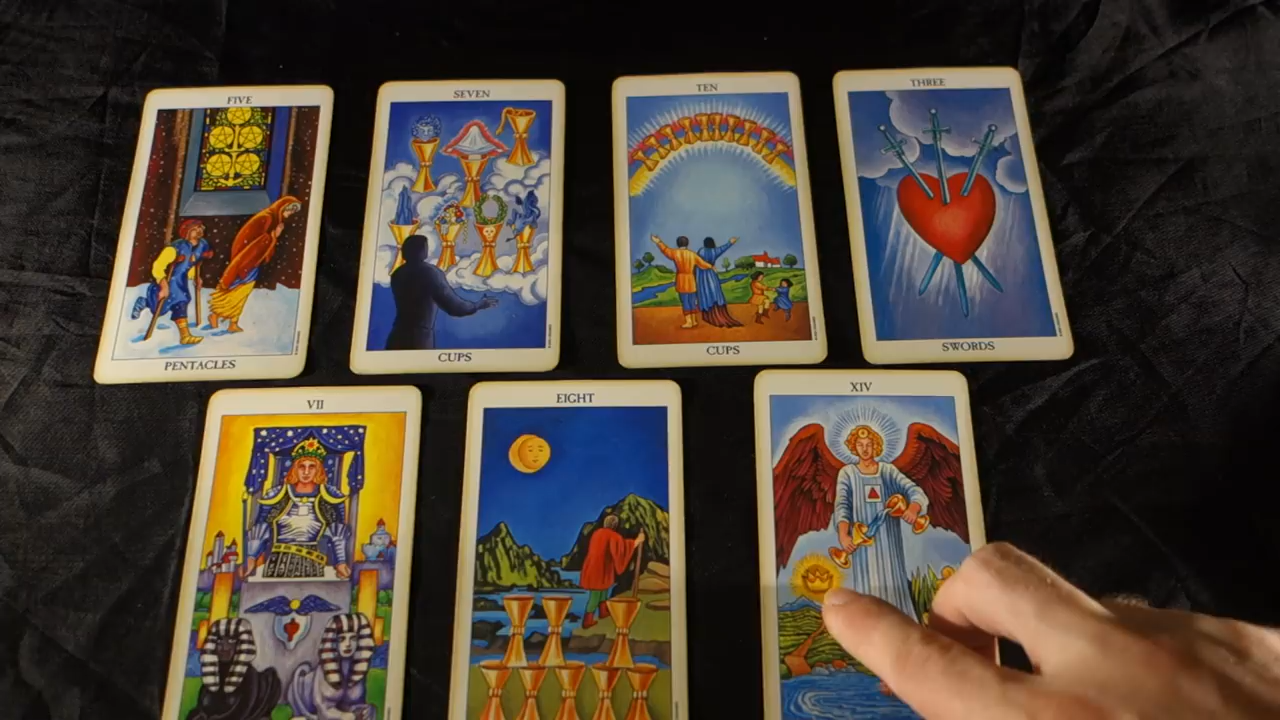 FIVE
PENTACLES
SEVEN
CUPS
TEN
CUPS
THREE
SWORDS
VII
EIGHT
XIV